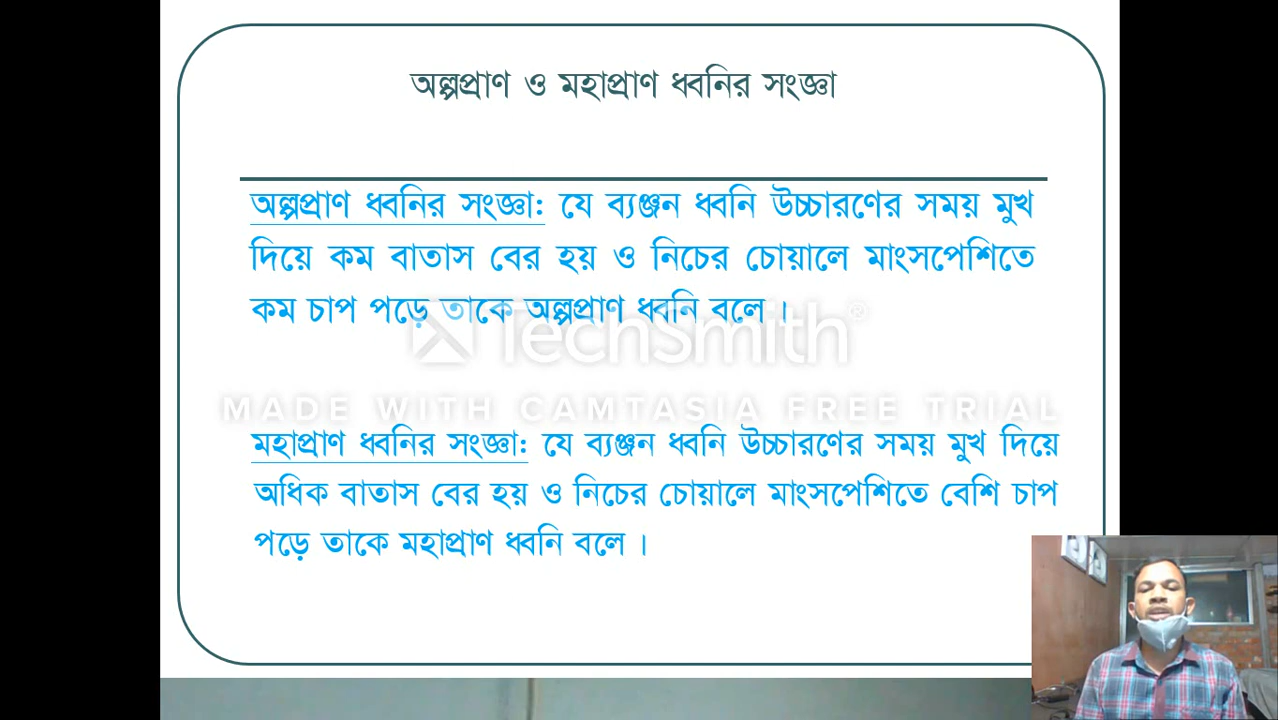 অল্পপ্রাণ ও মহাপ্রাণ ধ্বনির সংজ্ঞা
অল্পপ্রাণ ধ্বনির সংজ্ঞা: যে ব্যঞ্জন ধ্বনি উচ্চারণের সময় মুখ
দিয়ে কম বাতাস বের হয় ও নিচের চোয়ালে মাংসপেশিতে
কম চাপ পড়ে তাকে অল্পপ্রাণ ধ্বনি বলে ।
TechSmith®
MADE WITH CAMTASIA FREE TRIAL
মহাপ্রাণ ধ্বনির সংজ্ঞা: যে ব্যঞ্জন ধ্বনি উচ্চারণের সময় মুখ দিয়ে
অধিক বাতাস বের হয় ও নিচের চোয়ালে মাংসপেশিতে বেশি চাপ
পড়ে তাকে মহাপ্রাণ ধ্বনি বলে ।